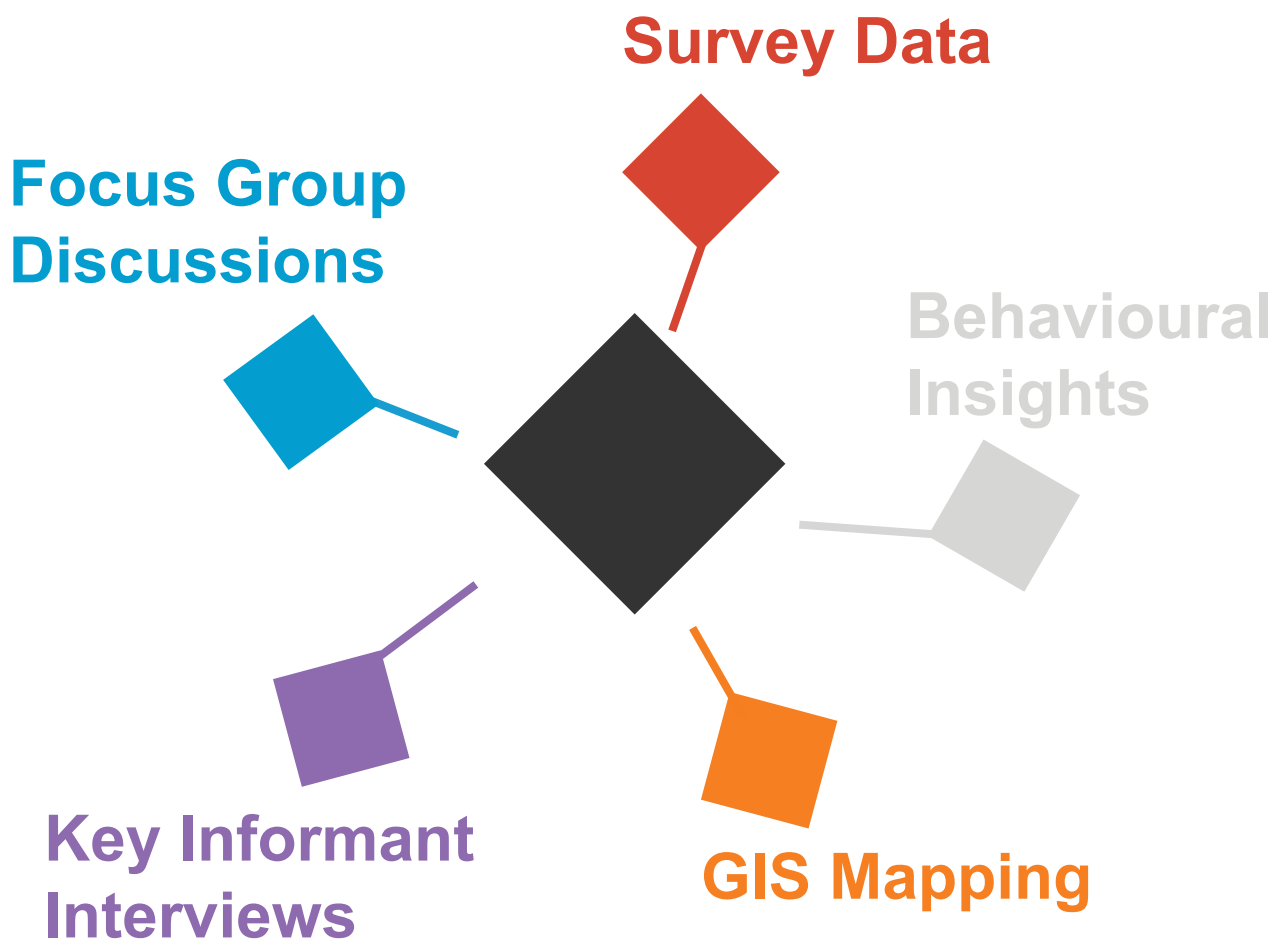 Survey Data
Focus Group
Discussions
Behavioural
Insights
Key Informant
Interviews
GIS Mapping